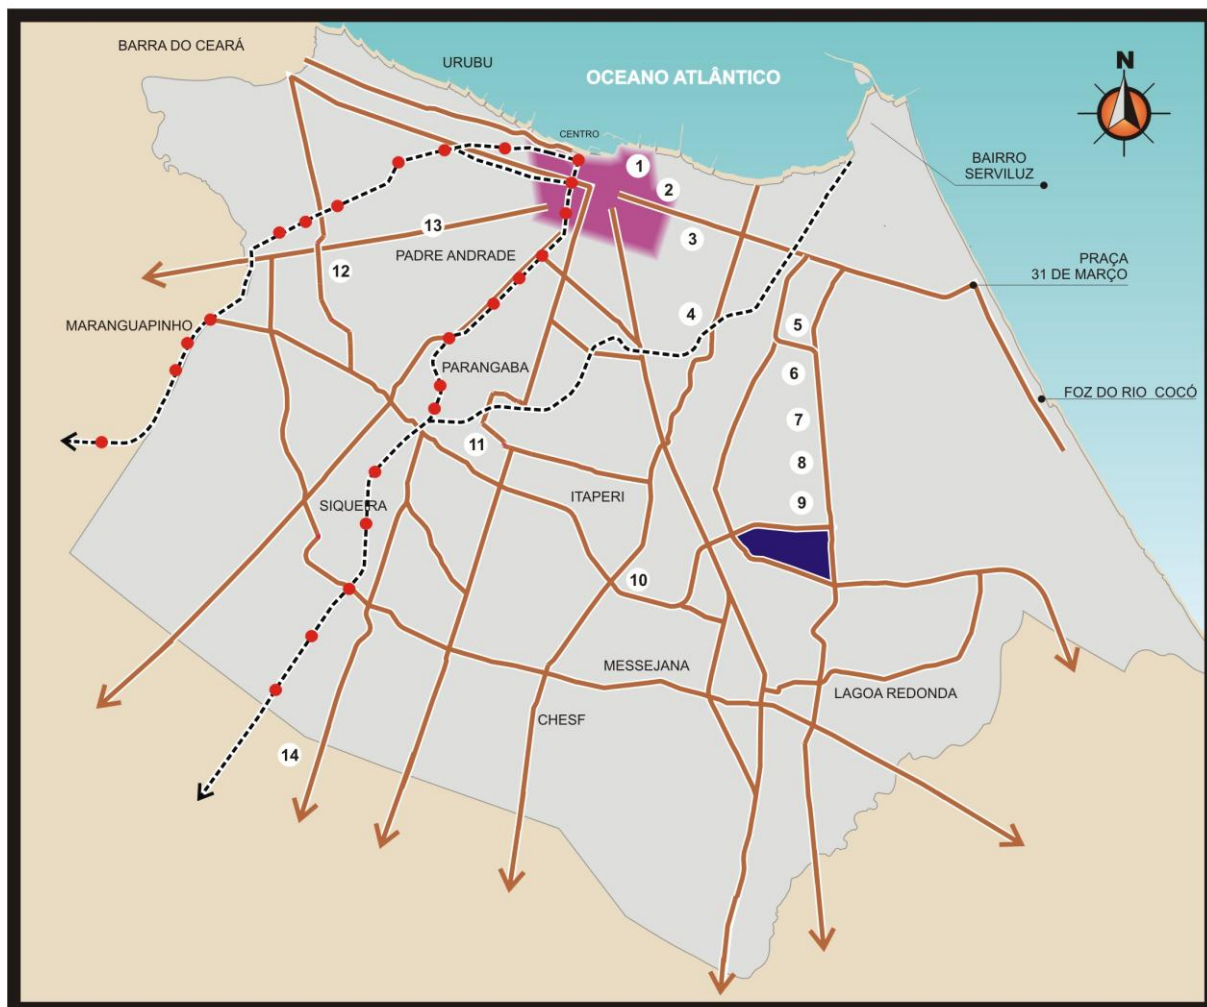 BARRA DO CEARÁ
URUBU
OCEANO ATLÂNTICO
N
CENTRO
1
2
BAIRRO
SERVILUZ
13
3
PADRE ANDRADE
12
PRAÇA
31 DE MARÇO
MARANGUAPINHO
4
5
PARANGABA
6
FOZ DO RIO COCÓ
7
11
8
ITAPERI
9
SIQUEIRA
10
MESSEJANA
LAGOA REDONDA
CHESF
14